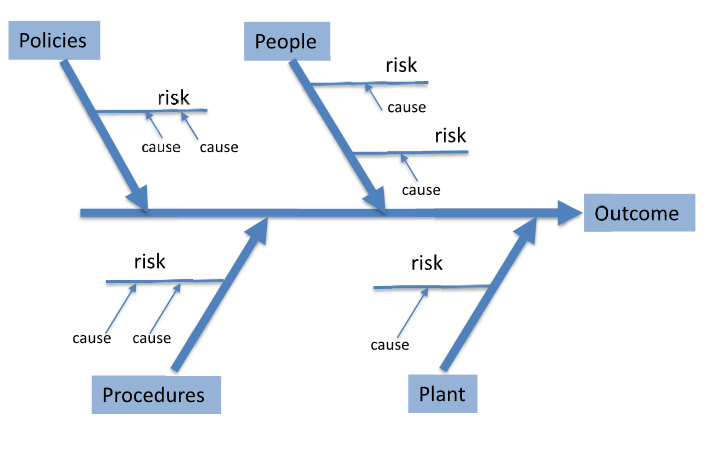 Policies
People
risk
cause
risk
cause
cause
risk
cause
Outcome
risk
cause
cause
risk
cause
Procedures
Plant